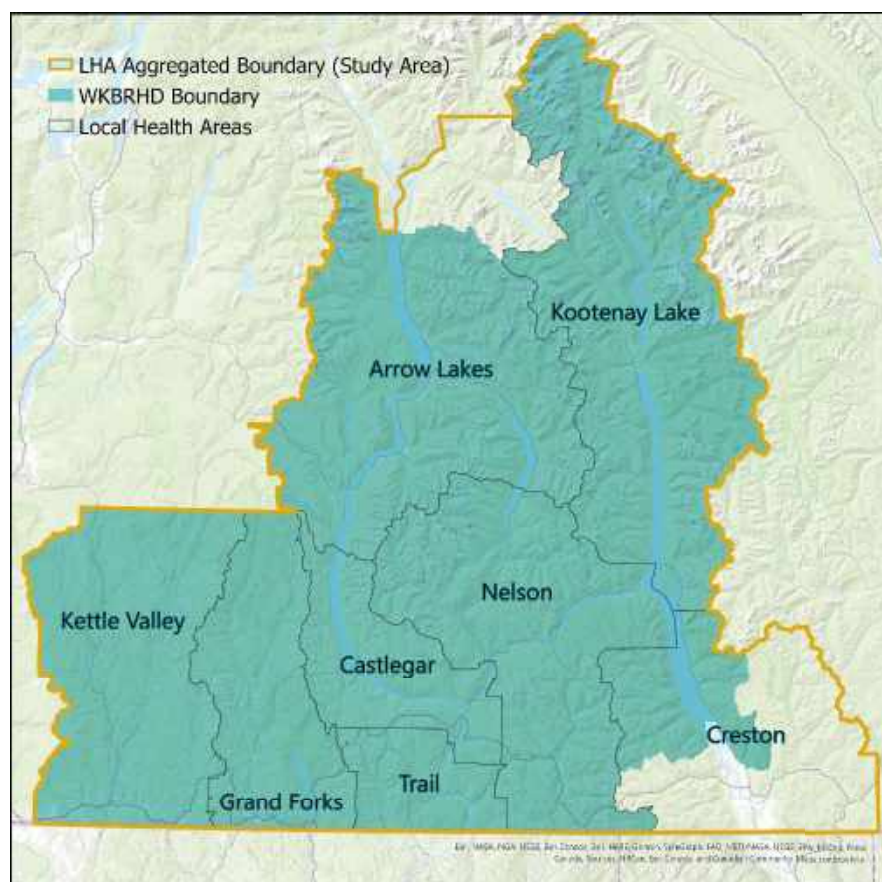 LHA Aggregated Boundary (Study Area)
WKBRHD Boundary
Local Health Areas
Kootenay Lake
Arrow Lakes
Nelson
Kettle Valley
Castlegar
Creston
Trail
Grand Forks